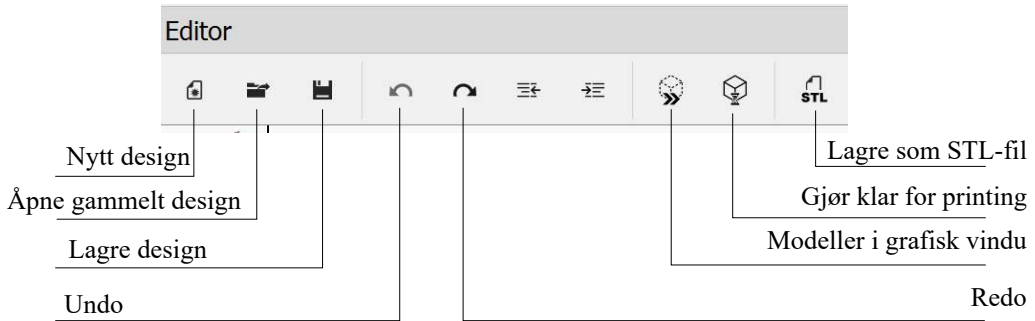 Editor
STL
Nytt design
Lagre som STL-fil
Åpne gammelt design
Gjør klar for printing
Lagre design
Modeller i grafisk vindu
Undo
Redo